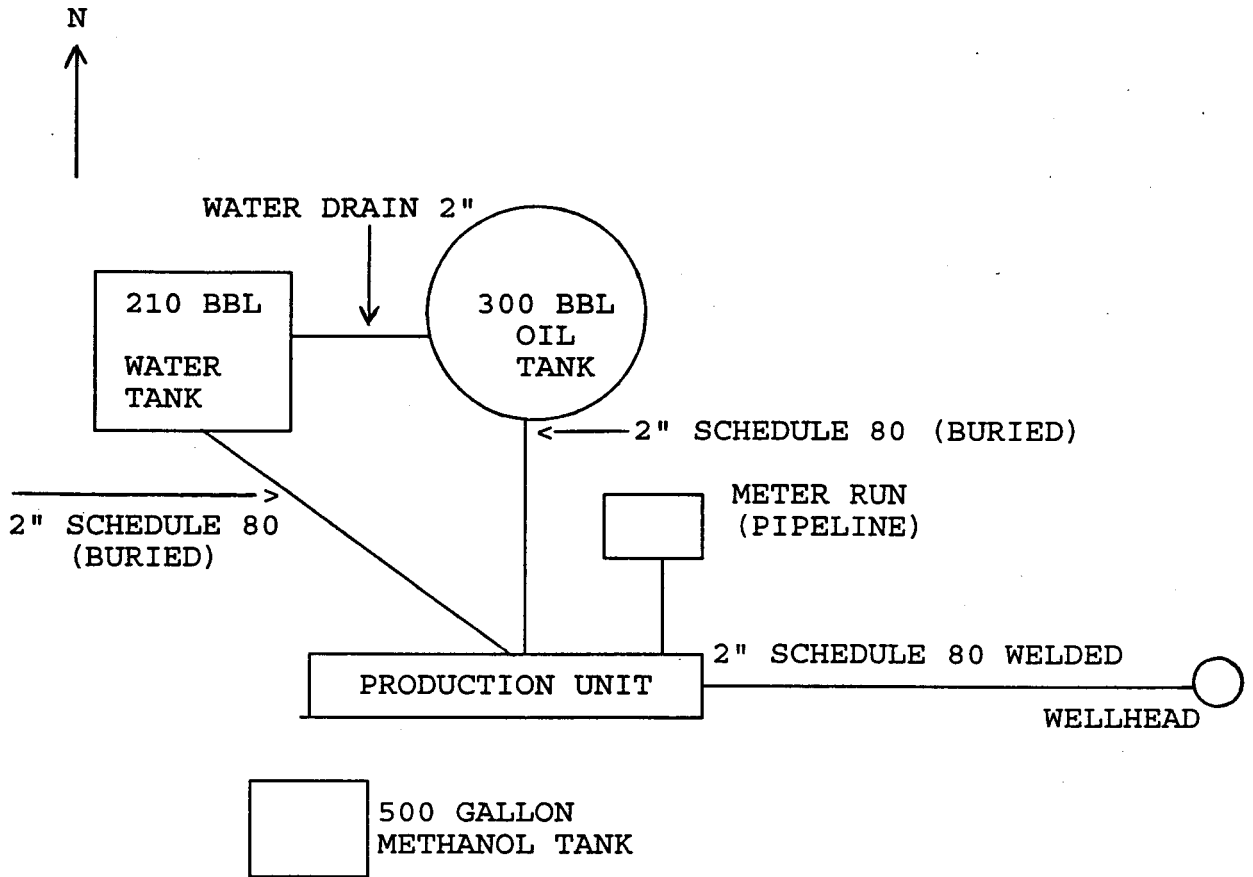 N
WATER DRAIN 2"
210 BBL
WATER
TANK
300 BBL
OIL
TANK
2" SCHEDULE 80 (BURIED)
2" SCHEDULE 80
(BURIED)
METER RUN
(PIPELINE)
2" SCHEDULE 80 WELDED
PRODUCTION UNIT
WELLHEAD
500 GALLON
METHANOL TANK